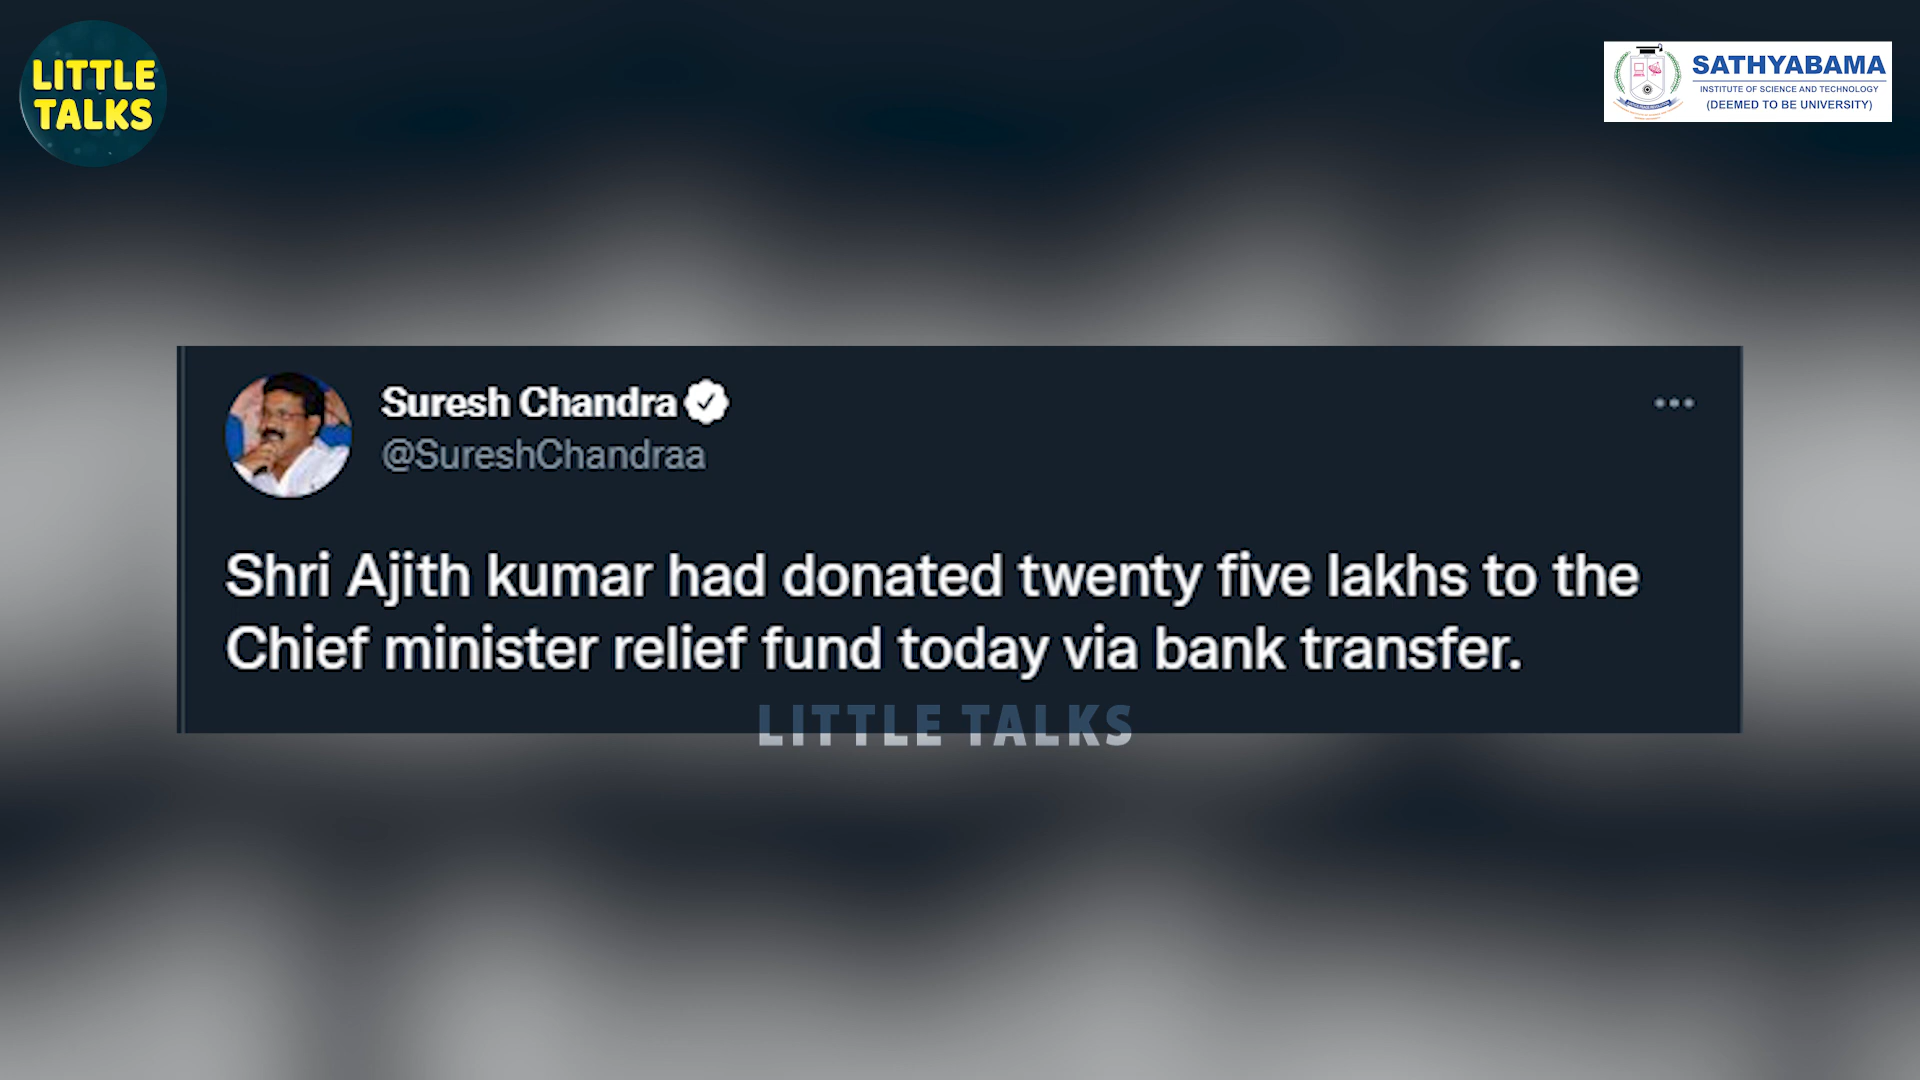 LITTLE
TALKS
SATHYABAMA
INSTITUTE OF SCIENCE AND TECHNOLOGY
(DEEMED TO BE UNIVERSITY)
Suresh Chandra
@SureshChandraa
Shri Ajith kumar had donated twenty five lakhs to the
Chief minister relief fund today via bank transfer.
LITTLE TALKS